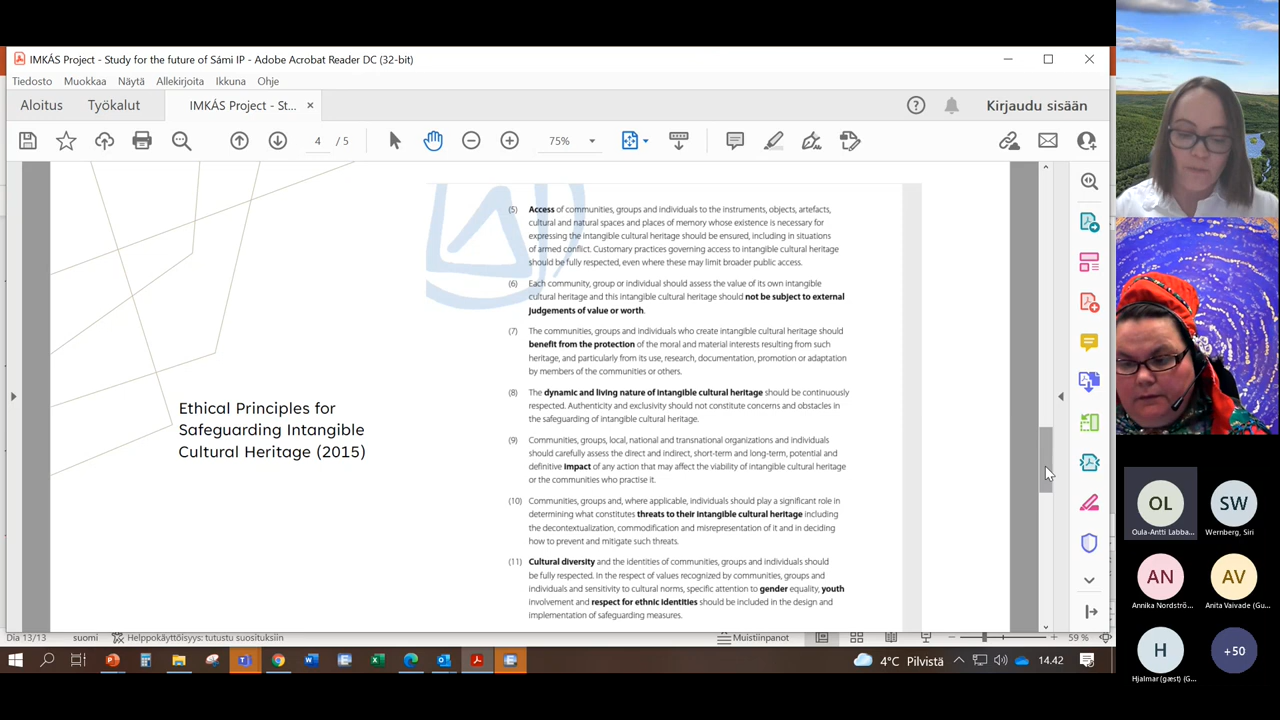 IMKÁS Project - Study for the future of Sámi IP - Adobe Acrobat Reader DC (32-bit)
Tiedosto Muokkaa Näytä Allekirjoita Ikkuna Ohje
Aloitus Työkalut IMKÁS Project - St... × Kirjaudu sisään
4 / 5 75%
(5) Access of communities, groups and individuals to the instruments, objects, artefacts,
cultural and natural spaces and places of memory whose existence is necessary for
expressing the intangible cultural heritage should be ensured, including in situations
of armed conflict. Customary practices governing access to intangible cultural heritage
should be fully respected, even where these may limit broader public access.
(6) Each community, group or individual should assess the value of its own intangible
cultural heritage and this intangible cultural heritage should not be subject to external
judgements of value or worth.
(7) The communities, groups and individuals who create intangible cultural heritage should
benefit from the protection of the moral and material interests resulting from such
heritage, and particularly from its use, research, documentation, promotion or adaptation
by members of the communities or others.
(8) The dynamic and living nature of intangible cultural heritage should be continuously
respected. Authenticity and exclusivity should not constitute concerns and obstacles in
the safeguarding of intangible cultural heritage.
Ethical Principles for
Safeguarding Intangible
Cultural Heritage (2015)
(9) Communities, groups, local, national and transnational organizations and individuals
should carefully assess the direct and indirect, short-term and long-term, potential and
definitive impact of any action that may affect the viability of intangible cultural heritage
or the communities who practise it.
(10) Communities, groups and, where applicable, individuals should play a significant role in
determining what constitutes threats to their intangible cultural heritage including
the decontextualization, commodification and misrepresentation of it and in deciding
how to prevent and mitigate such threats.
(11) Cultural diversity and the identities of communities, groups and individuals should
be fully respected. In the respect of values recognized by communities, groups and
individuals and sensitivity to cultural norms, specific attention to gender equality, youth
involvement and respect for ethnic identities should be included in the design and
implementation of safeguarding measures.
Dia 13/13 suomi Helppokäyttöisyys: tutustu suosituksiin Muistiinpanot 59 %
4°C Pilvistä 14.42
OL SW
Oula-Antti Labba... Wernberg, Siri
AN AV
Annika Nordströ... Anita Vaivade (Gu...
H +50
Hjalmar (gæst) (G...